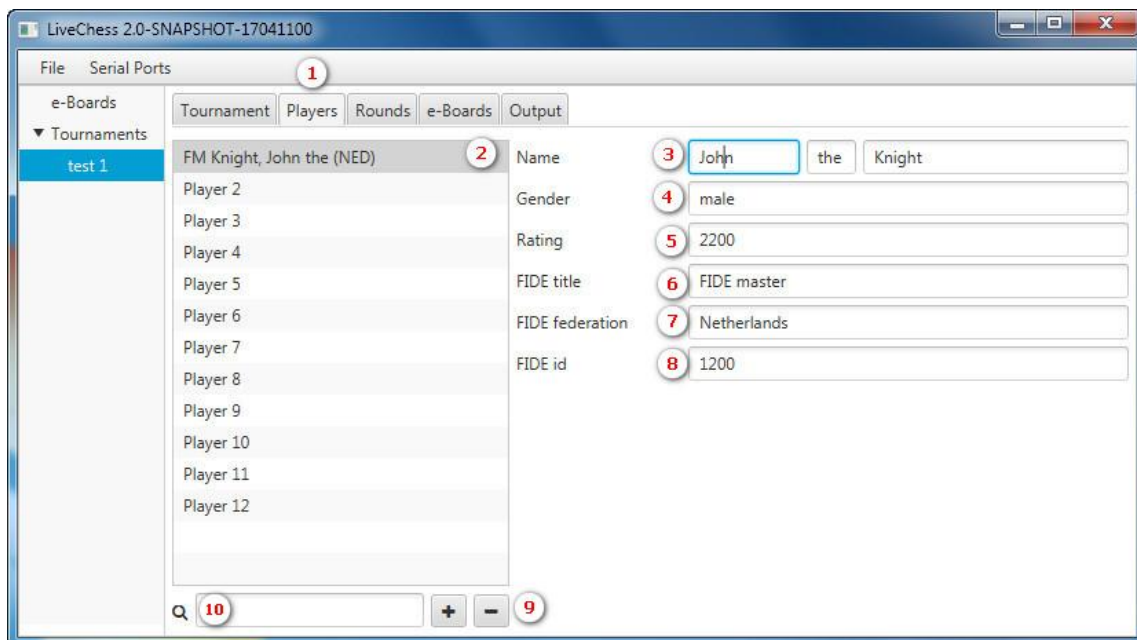 LiveChess 2.0-SNAPSHOT-17041100
File Serial Ports
1
e-Boards
▼ Tournaments
test 1
Tournament Players Rounds e-Boards Output
FM Knight, John the (NED) 2
Player 2
Player 3
Player 4
Player 5
Player 6
Player 7
Player 8
Player 9
Player 10
Player 11
Player 12
Name 3 John the Knight
Gender 4 male
Rating 5 2200
FIDE title 6 FIDE master
FIDE federation 7 Netherlands
FIDE id 8 1200
10 + - 9